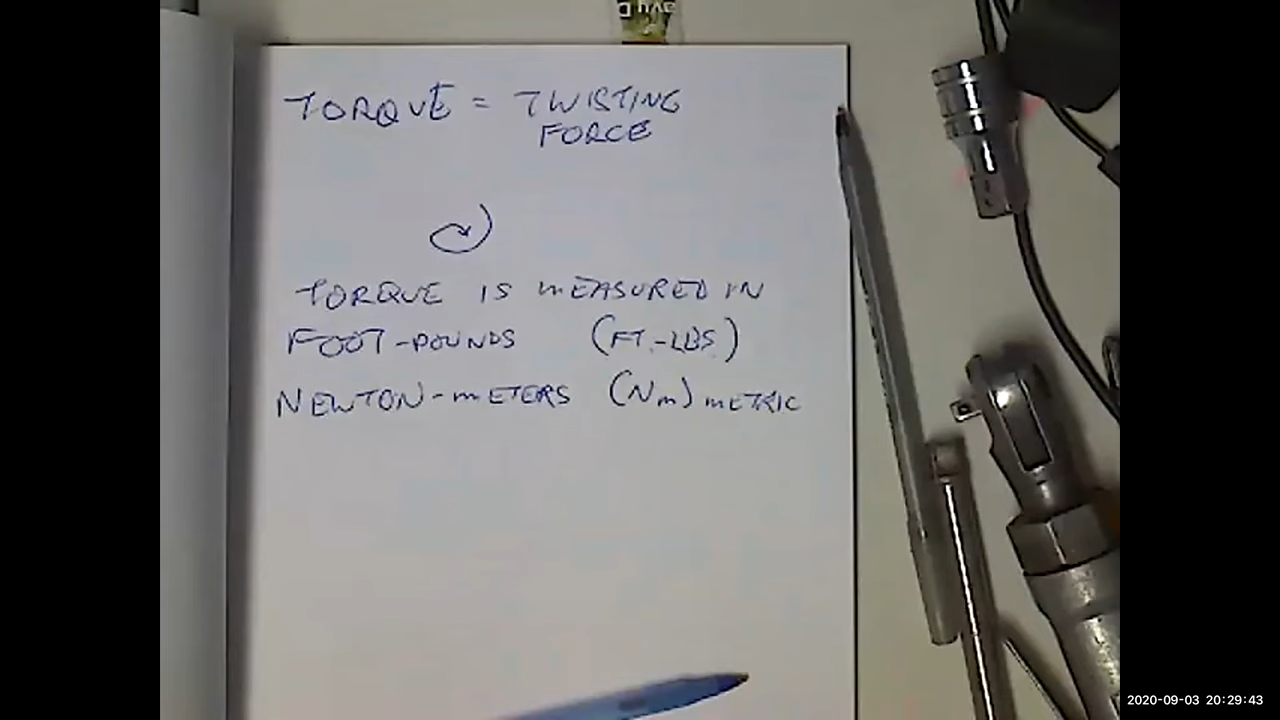 TORQUE = TWISTING
FORCE
TORQUE IS MEASURED IN
FOOT-POUNDS (FT.-LBS.)
NEWTON-METERS (Nm) METRIC
2020-09-03 20:29:43